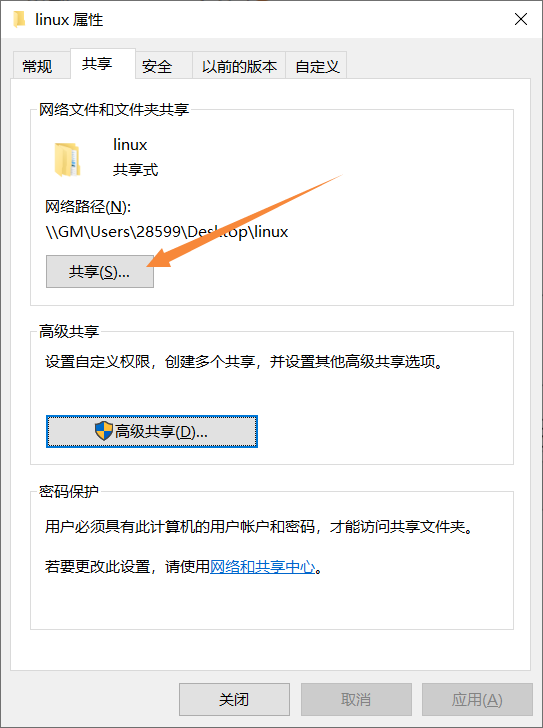 linux 属性
常规
共享
安全
以前的版本
自定义
网络文件和文件夹共享
linux
共享式
网络路径(N):
\\GM\Users\28599\Desktop\linux
共享(S)...
高级共享
设置自定义权限，创建多个共享，并设置其他高级共享选项。
高级共享(D)...
密码保护
用户必须具有此计算机的用户帐户和密码，才能访问共享文件夹。
若要更改此设置，请使用网络和共享中心。
关闭
取消
应用(A)